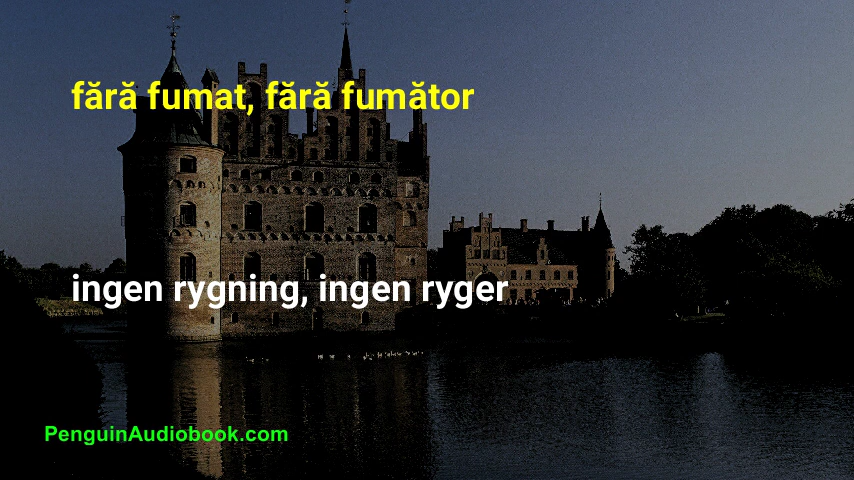 fără fumat, fără fumător
ingen rygning, ingen ryger
PenguinAudiobook.com